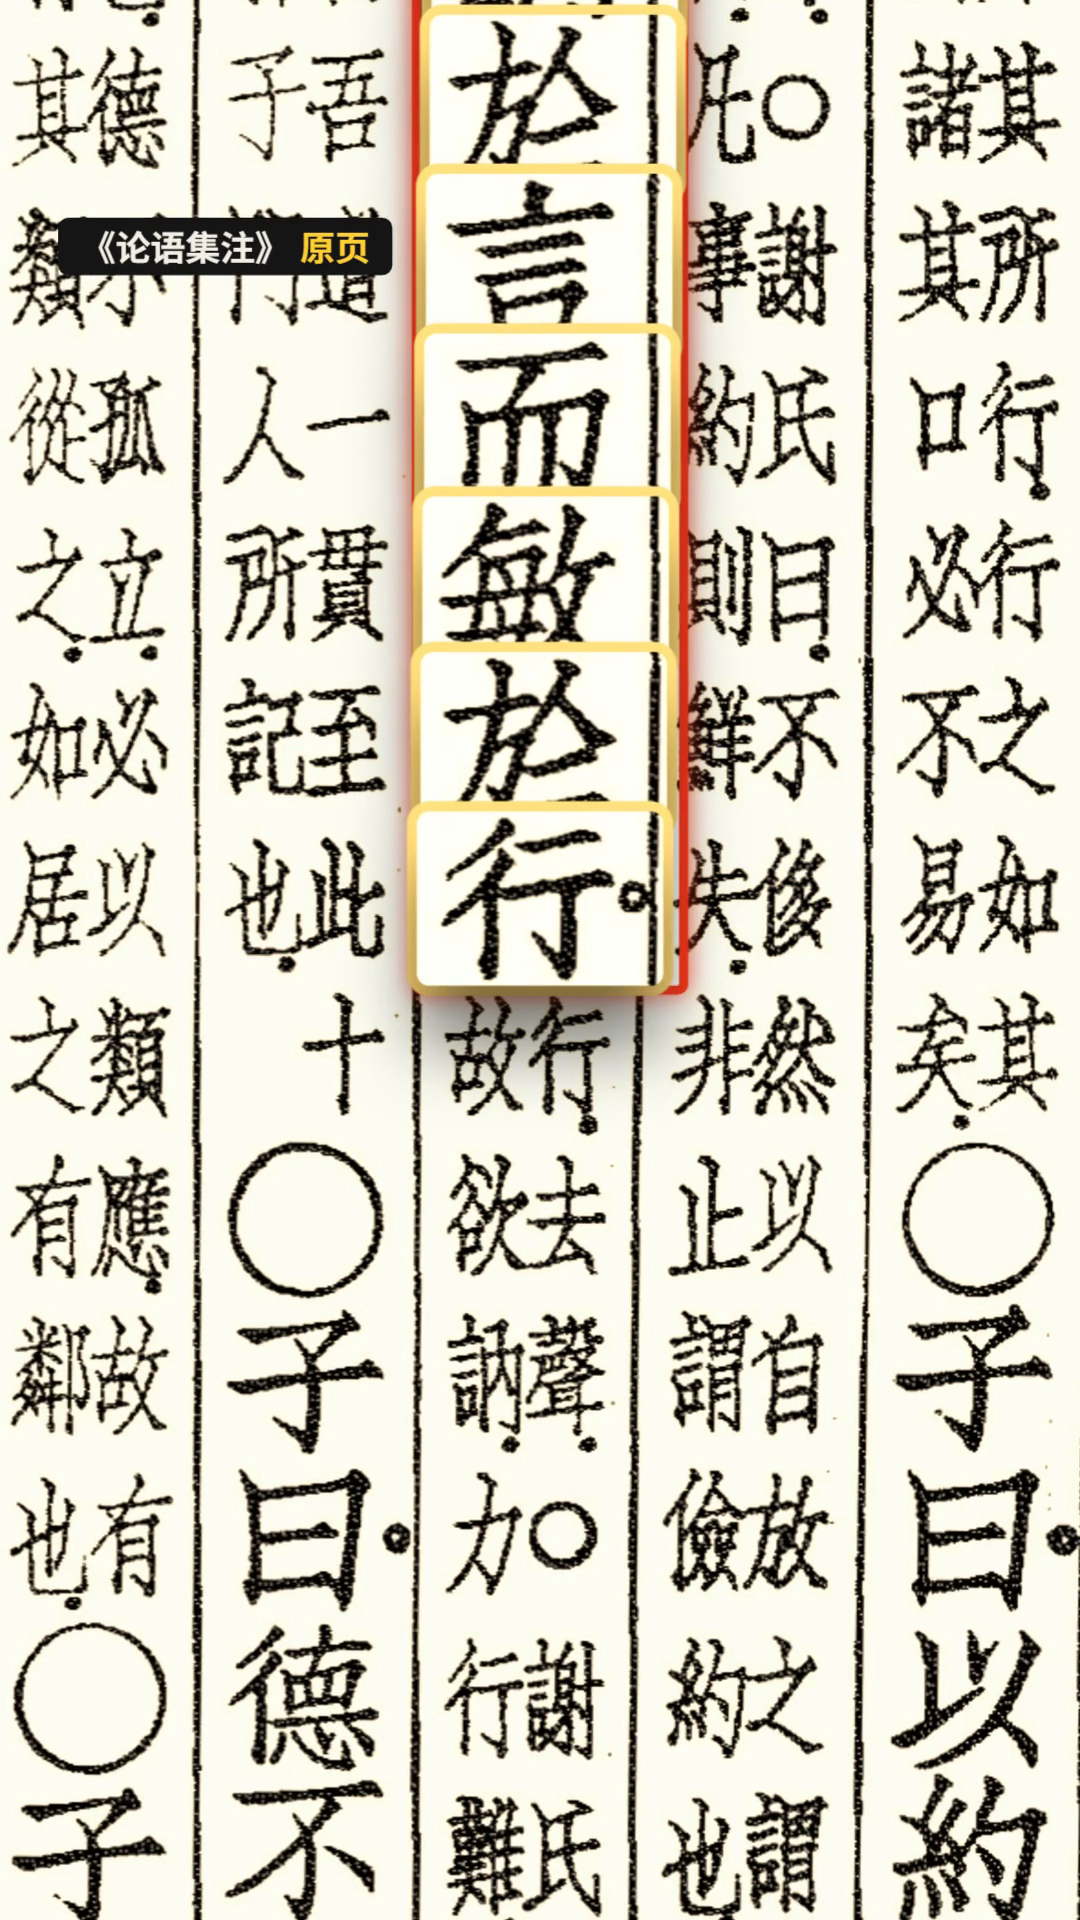 《论语集注》 原页
其所行。行之如其
諸其口必不易矣。
〇子曰。以約
○謝氏曰。不侈然以自放之謂
凡事約則鮮失。非止謂儉約也
於言而敏於行。
行。去聲。○謝氏
故欲訥。力行難
吾道一貫至此十
子門人所記也。
〇子曰。德不
德不孤立。必以類應。故有
其類從之。如居之有鄰也。
〇子